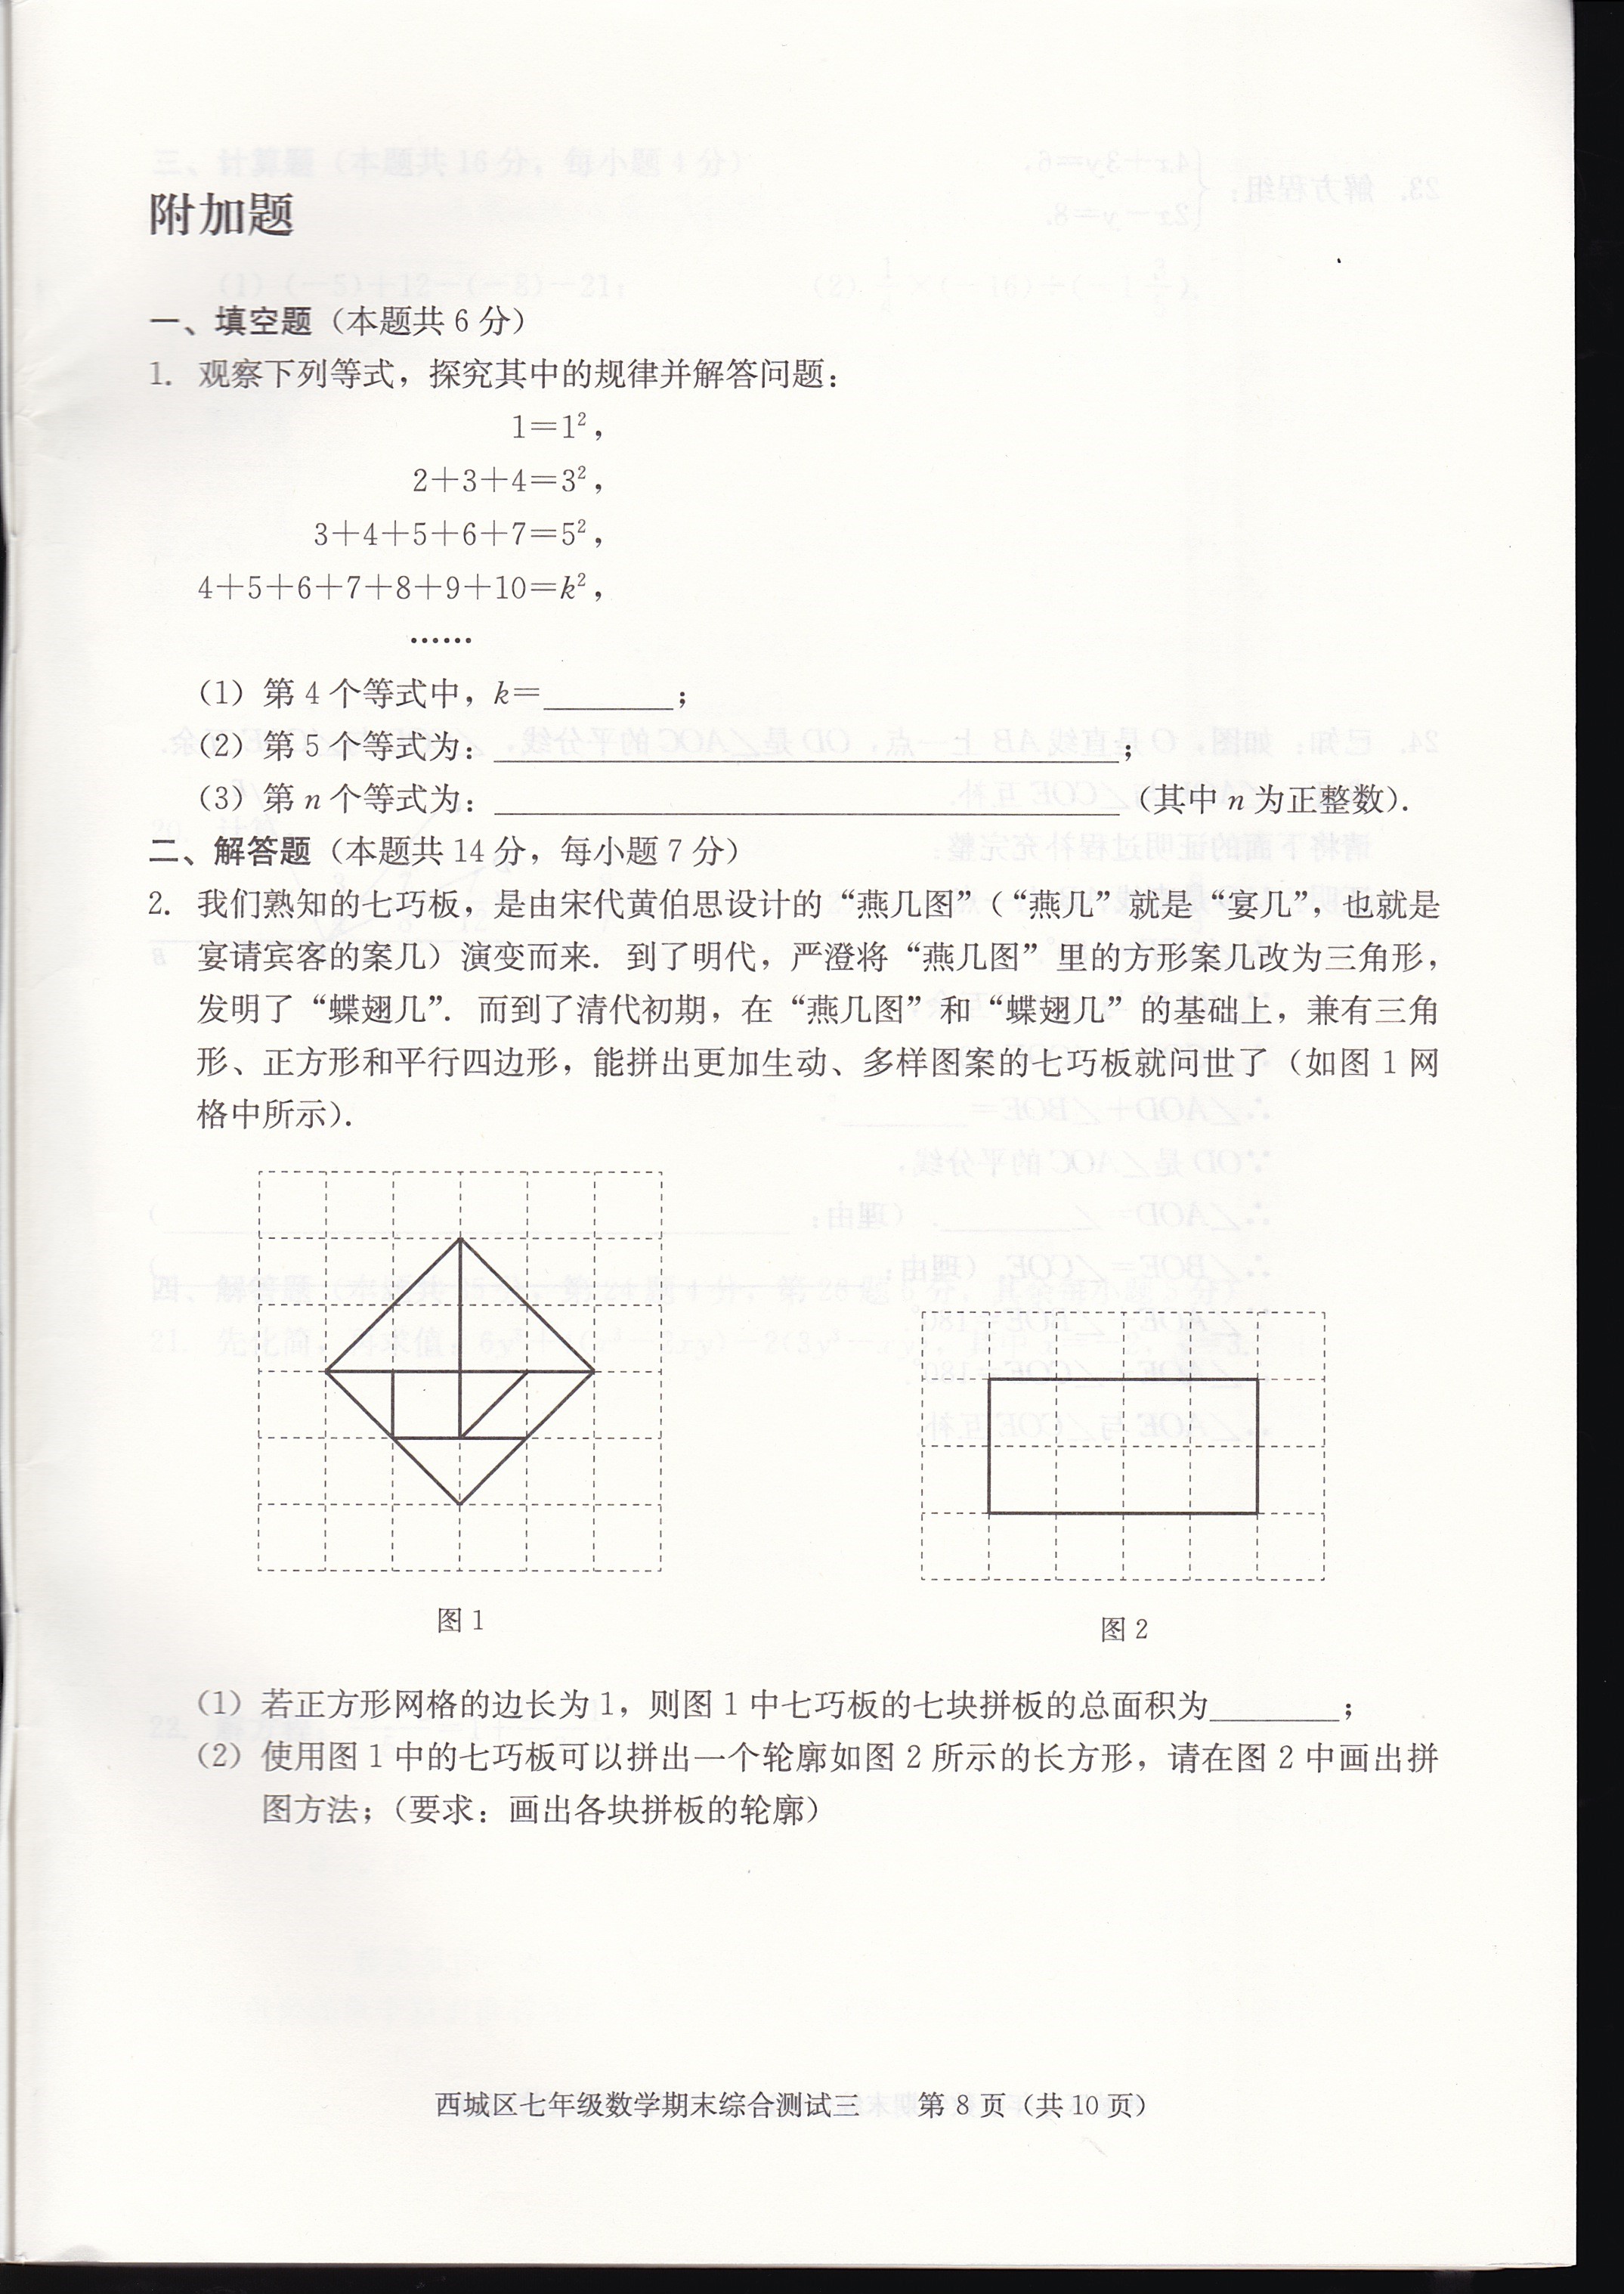 附加题
一、填空题（本题共 6 分）
1. 观察下列等式，探究其中的规律并解答问题：
1＝1²，
2＋3＋4＝3²，
3＋4＋5＋6＋7＝5²，
4＋5＋6＋7＋8＋9＋10＝k²，
……
（1）第 4 个等式中，k＝________；
（2）第 5 个等式为：________________________________；
（3）第 n 个等式为：________________________________（其中 n 为正整数）.
二、解答题（本题共 14 分，每小题 7 分）
2. 我们熟知的七巧板，是由宋代黄伯思设计的“燕几图”（“燕几”就是“宴几”，也就是
宴请宾客的案几）演变而来. 到了明代，严澄将“燕几图”里的方形案几改为三角形，
发明了“蝶翅几”. 而到了清代初期，在“燕几图”和“蝶翅几”的基础上，兼有三角
形、正方形和平行四边形，能拼出更加生动、多样图案的七巧板就问世了（如图 1 网
格中所示）.
图 1
图 2
（1）若正方形网格的边长为 1，则图 1 中七巧板的七块拼板的总面积为________；
（2）使用图 1 中的七巧板可以拼出一个轮廓如图 2 所示的长方形，请在图 2 中画出拼
图方法；（要求：画出各块拼板的轮廓）
西城区七年级数学期末综合测试三　　第 8 页（共 10 页）